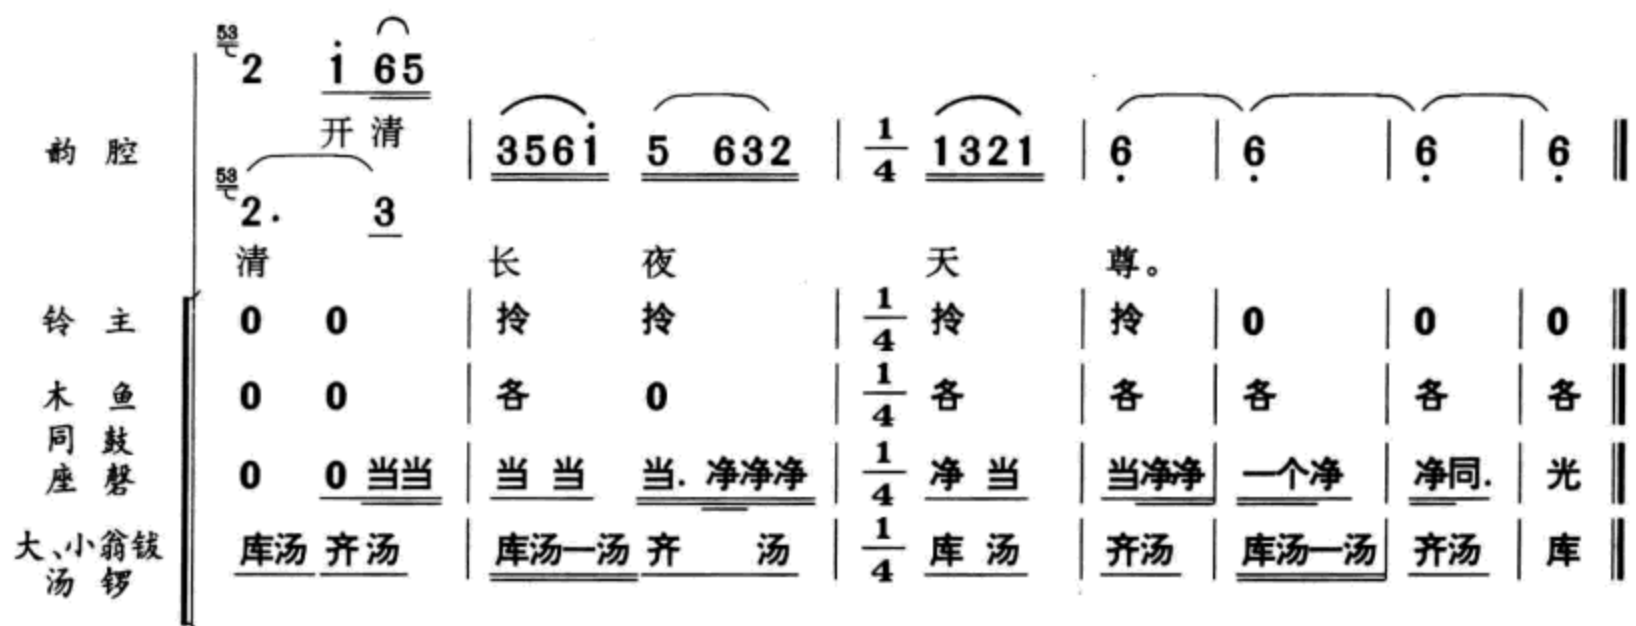 53 2 i 65
开 清
韵 腔 | 3561 5 632 | 1/4 1321 | 6 | 6 | 6 | 6 ‖
53 2. 3
清 长 夜 天 尊。
铃 主 0 0 | 拎 拎 | 1/4 拎 | 拎 | 0 | 0 | 0 ‖
木 鱼 0 0 | 各 0 | 1/4 各 | 各 | 各 | 各 | 各 ‖
同 鼓
座 磬 0 0 当当 | 当 当 当. 净净净 | 1/4 净 当 | 当净净 | 一个净 | 净同. | 光 ‖
大、小翁钹 库汤 齐汤 | 库汤一汤 齐 汤 | 1/4 库 汤 | 齐汤 | 库汤一汤 | 齐汤 | 库 ‖
汤 锣